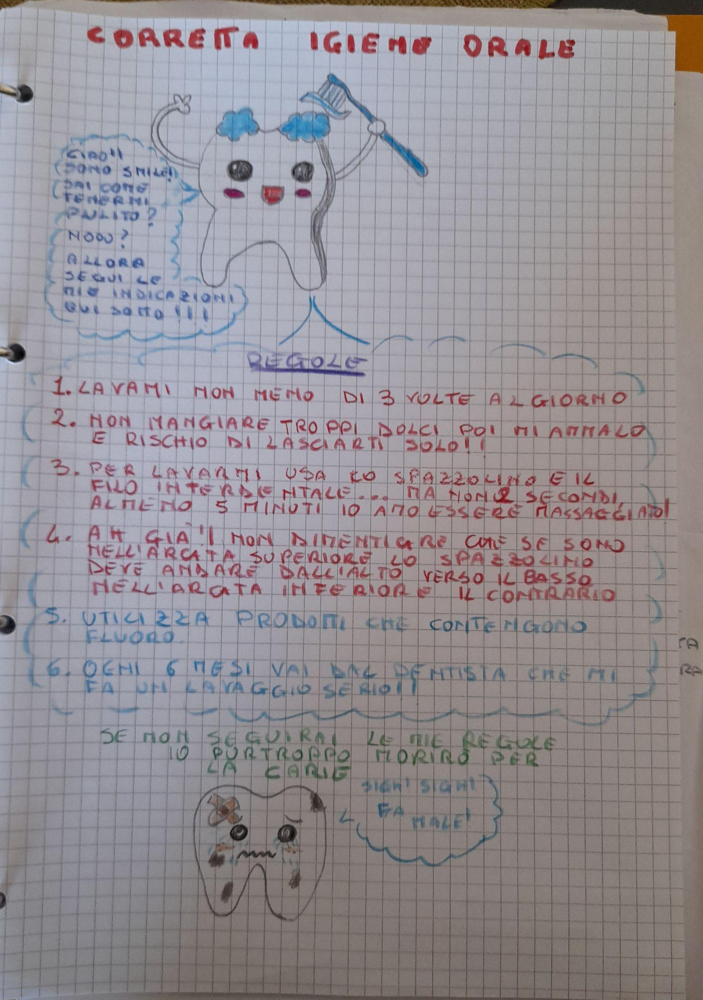 CORRETTA IGIENE ORALE
CIAO!!
SONO SMILE!
SAI COME
TENERMI
PULITO?
NOOO?
ALLORA
SEGUI LE
MIE INDICAZIONI
QUI SOTTO!!!
REGOLE
1. LAVAMI NON MENO DI 3 VOLTE AL GIORNO
2. NON MANGIARE TROPPI DOLCI POI MI AMMALO
E RISCHIO DI LASCIARTI SOLO!!
3. PER LAVARMI USA LO SPAZZOLINO E IL
FILO INTERDENTALE.... MA NON 2 SECONDI,
ALMENO 5 MINUTI IO AMO ESSERE MASSAGGIATO!
4. AH GIÀ!! NON DIMENTICARE CHE SE SONO
NELL'ARCATA SUPERIORE LO SPAZZOLINO
DEVE ANDARE DALL'ALTO VERSO IL BASSO
NELL'ARCATA INFERIORE IL CONTRARIO
5. UTILIZZA PRODOTTI CHE CONTENGONO
FLUORO.
6. OGNI 6 MESI VAI DAL DENTISTA CHE MI
FA UN LAVAGGIO SERIO!!
SE NON SEGUIRAI LE MIE REGOLE
IO PURTROPPO MORIRÒ PER
LA CARIE
SIGH! SIGH!
FA MALE!
RA